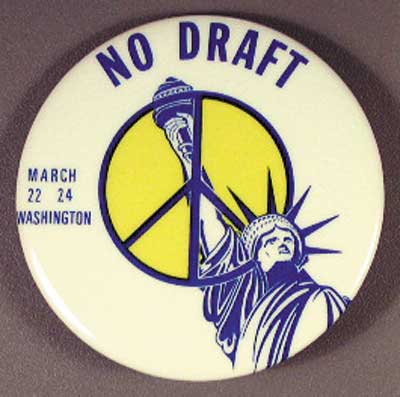 NO DRAFT
MARCH
22 24
WASHINGTON